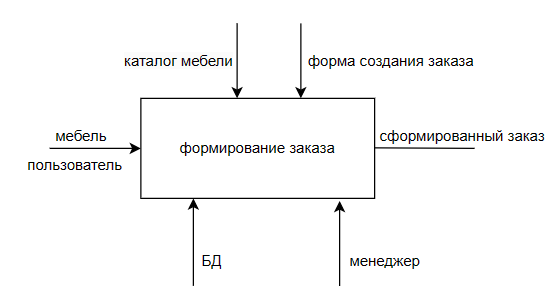 каталог мебели
форма создания заказа
мебель
пользователь
формирование заказа
сформированный заказ
БД
менеджер